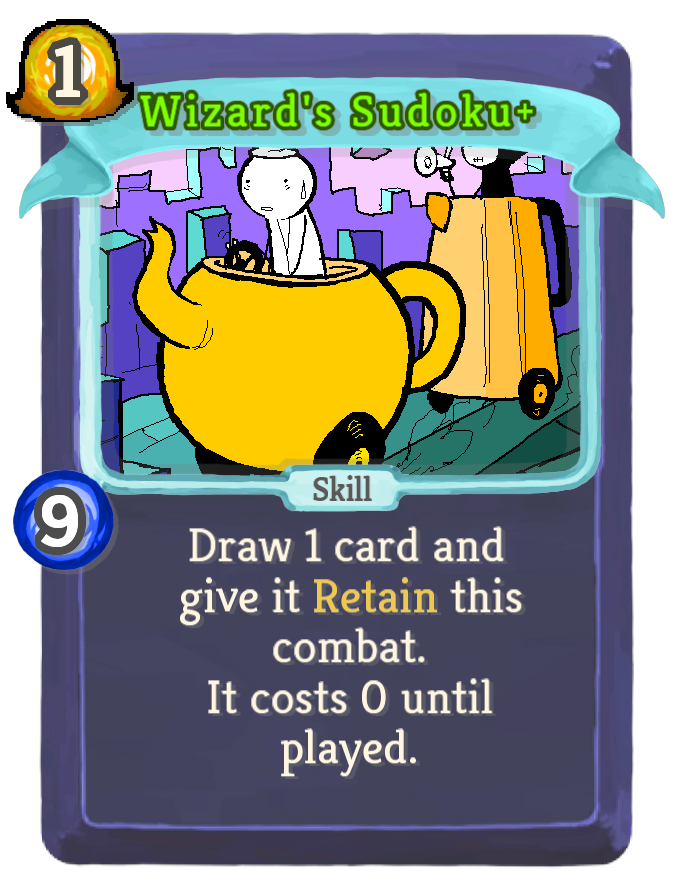 1
Wizard's Sudoku+
Skill
9
Draw 1 card and
give it Retain this
combat.
It costs 0 until
played.